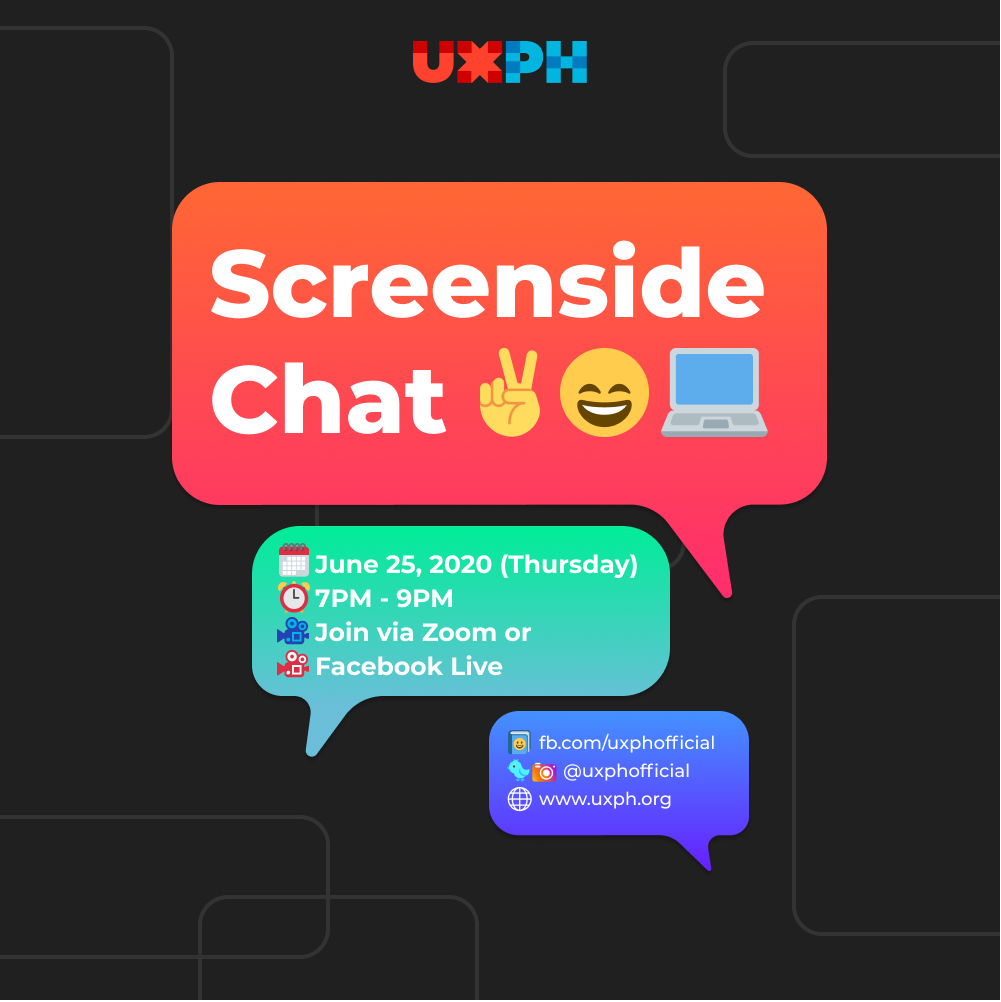 UXPH
Screenside
Chat ✌️😄💻
June 25, 2020 (Thursday)
7PM - 9PM
Join via Zoom or
Facebook Live
fb.com/uxphofficial
@uxphofficial
www.uxph.org